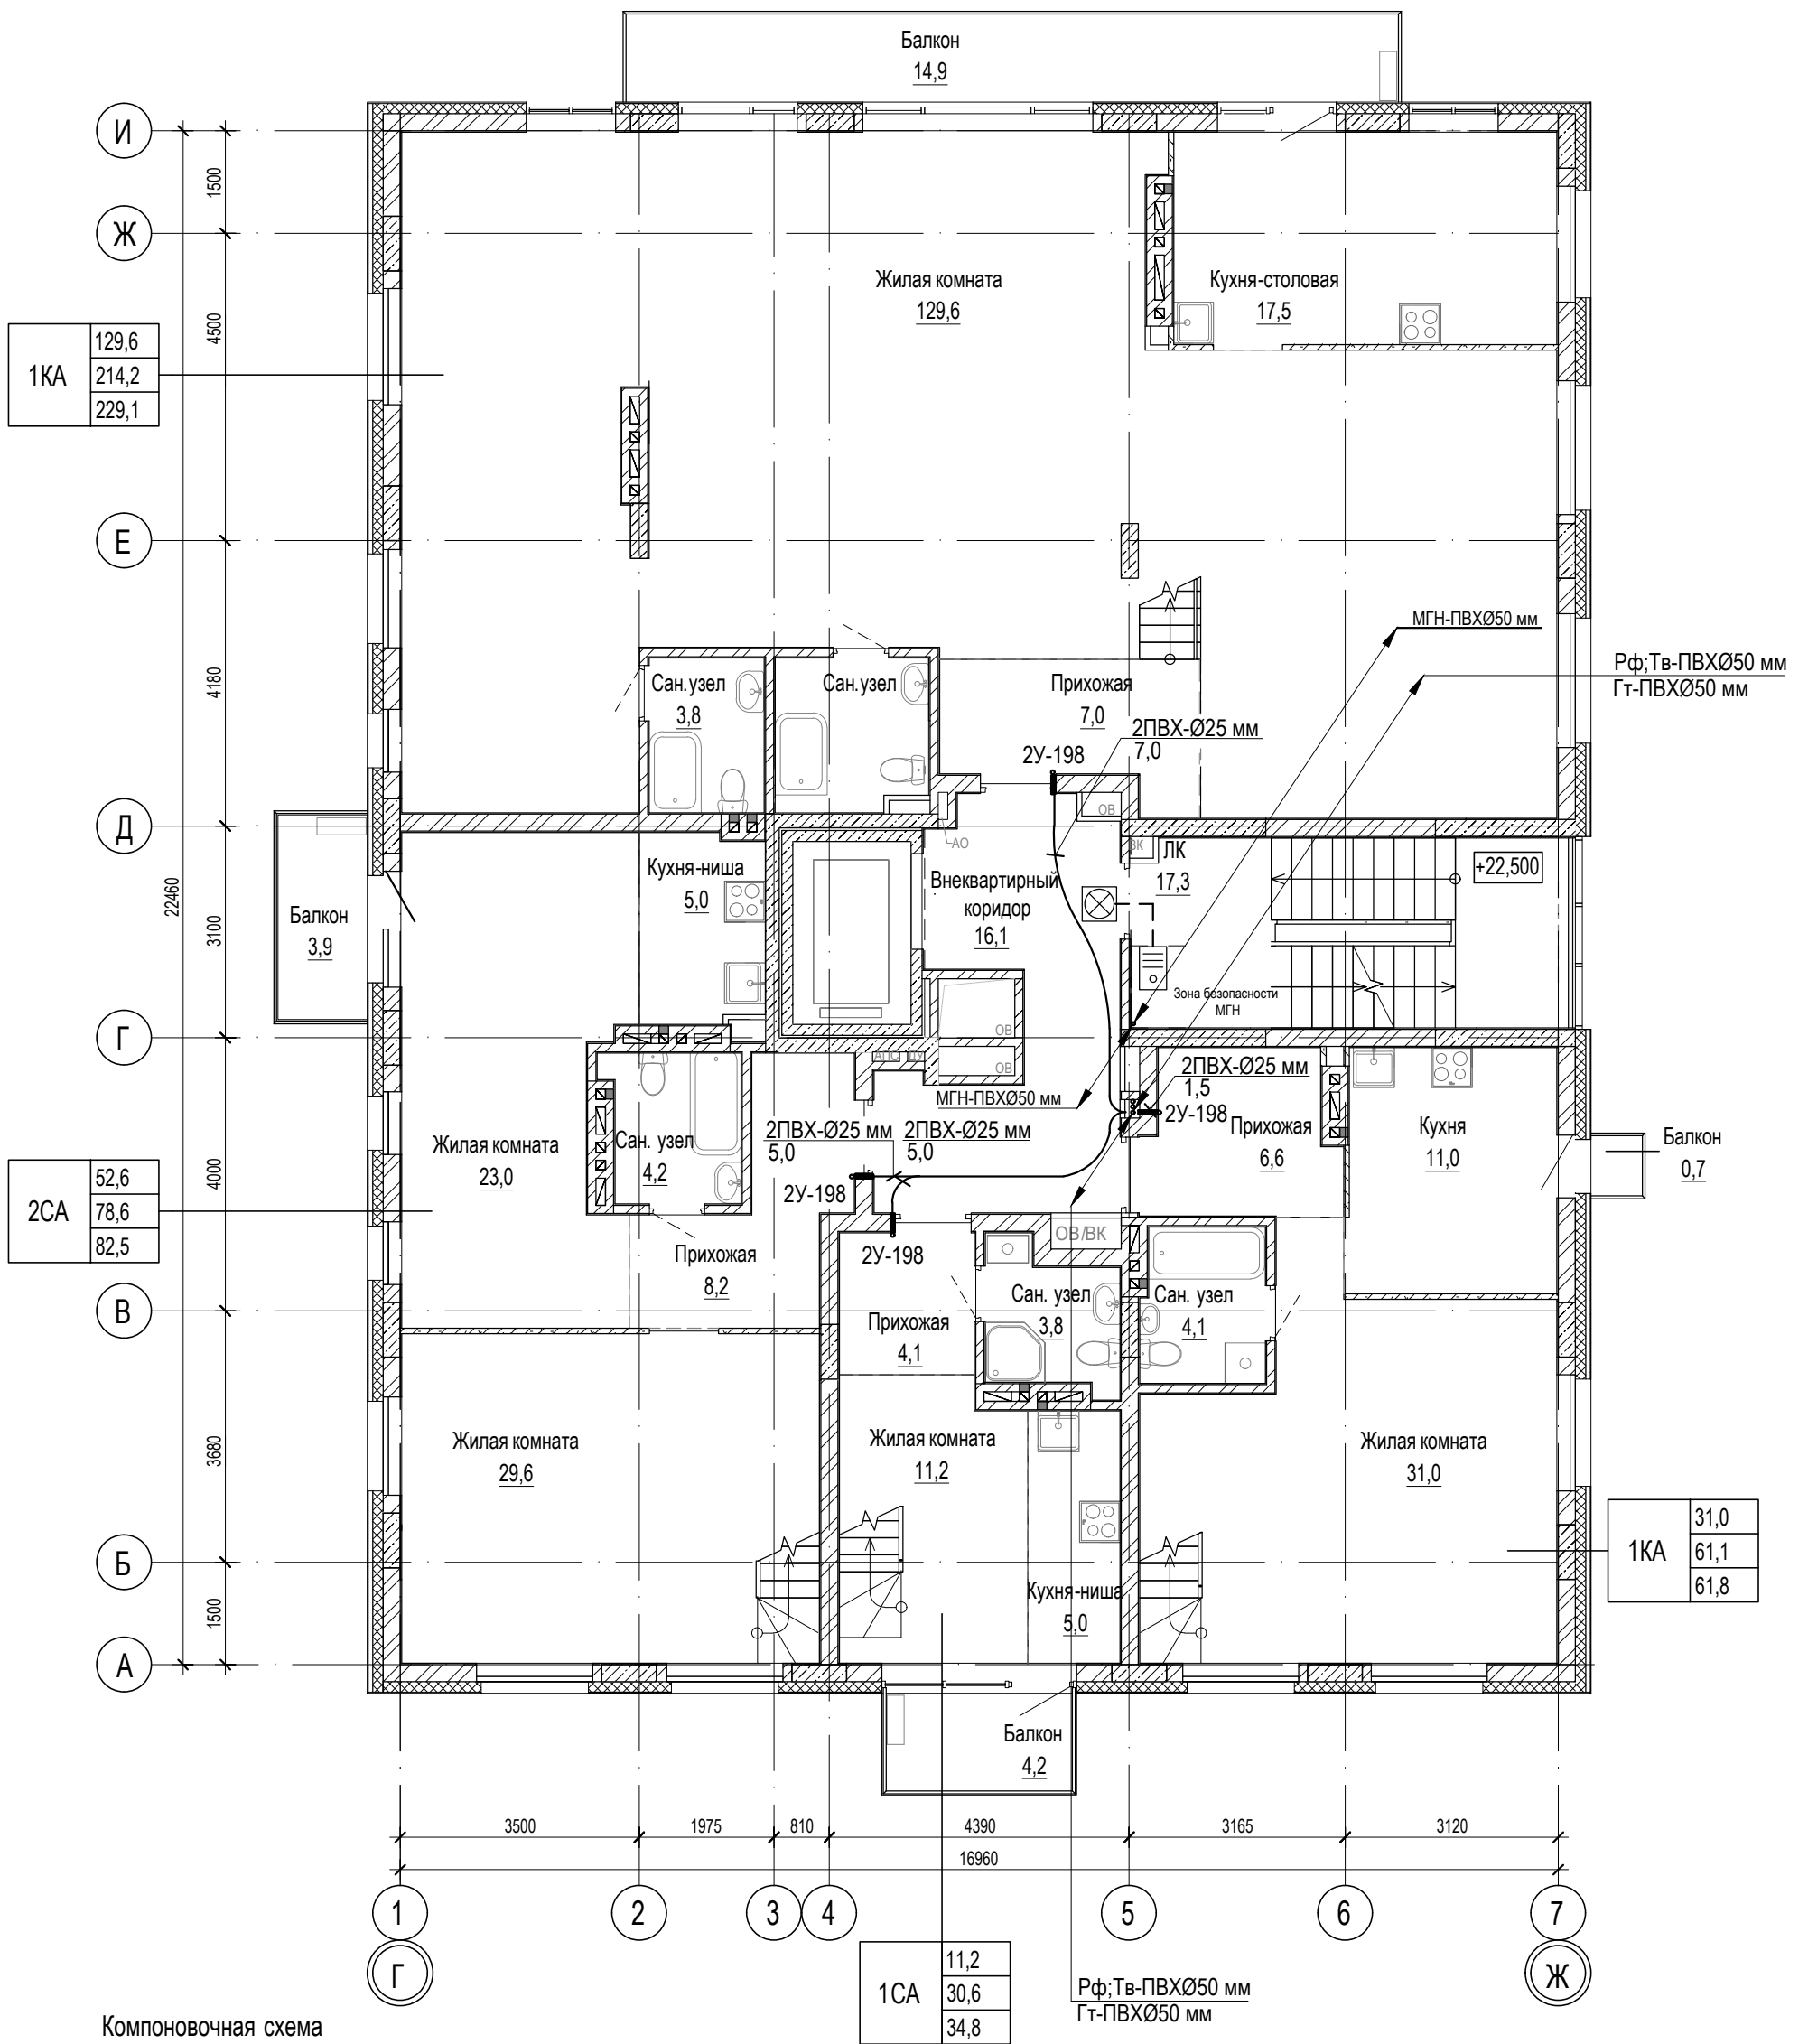 Балкон
14,9
И
Ж
Е
Д
Г
В
Б
А
1500
4500
4180
3100
4000
3680
1500
22460
1КА
129,6
214,2
229,1
Жилая комната
129,6
Кухня-столовая
17,5
МГН-ПВХØ50 мм
Рф;Тв-ПВХØ50 мм
Гт-ПВХØ50 мм
Сан.узел
3,8
Сан.узел
Прихожая
7,0
2ПВХ-Ø25 мм
7,0
2У-198
ОВ
АО
ВК
ЛК
17,3
+22,500
Кухня-ниша
5,0
Внеквартирный
коридор
16,1
Балкон
3,9
Зона безопасности
МГН
ОВ
ОВ
АПС
ДУ
МГН-ПВХØ50 мм
2ПВХ-Ø25 мм
1,5
2У-198
Прихожая
6,6
Кухня
11,0
Балкон
0,7
Жилая комната
23,0
Сан. узел
4,2
2ПВХ-Ø25 мм
5,0
2ПВХ-Ø25 мм
5,0
2У-198
2У-198
ОВ/ВК
2СА
52,6
78,6
82,5
Прихожая
8,2
Прихожая
4,1
Сан. узел
3,8
Сан. узел
4,1
Жилая комната
29,6
Жилая комната
11,2
Жилая комната
31,0
1КА
31,0
61,1
61,8
Кухня-ниша
5,0
Балкон
4,2
3500
1975
810
4390
3165
3120
16960
1
2
3
4
5
6
7
Г
Ж
1СА
11,2
30,6
34,8
Рф;Тв-ПВХØ50 мм
Гт-ПВХØ50 мм
Компоновочная схема